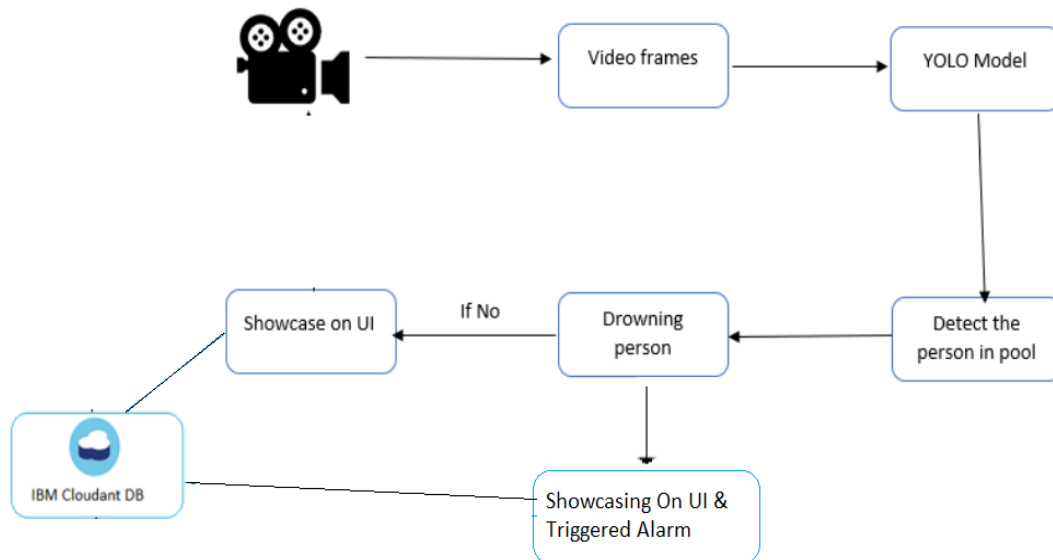 Video frames
YOLO Model
Showcase on UI
If No
Drowning
person
Detect the
person in pool
IBM Cloudant DB
Showcasing On UI &
Triggered Alarm